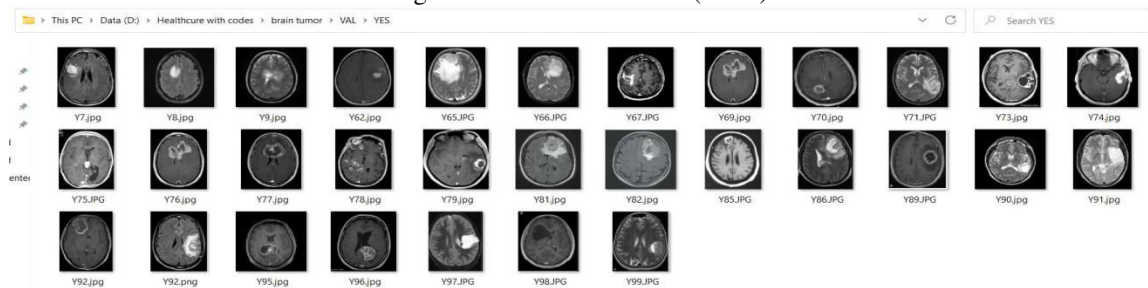 This PC > Data (D:) > Healthcure with codes > brain tumor > VAL > YES
Search YES
Y7.jpg Y8.jpg Y9.jpg Y62.jpg Y65.JPG Y66.JPG Y67.JPG Y69.jpg Y70.jpg Y71.JPG Y73.jpg Y74.jpg
Y75.JPG Y76.jpg Y77.jpg Y78.jpg Y79.jpg Y81.jpg Y82.jpg Y85.JPG Y86.JPG Y89.JPG Y90.jpg Y91.jpg
Y92.jpg Y92.png Y95.jpg Y96.jpg Y97.JPG Y98.JPG Y99.JPG